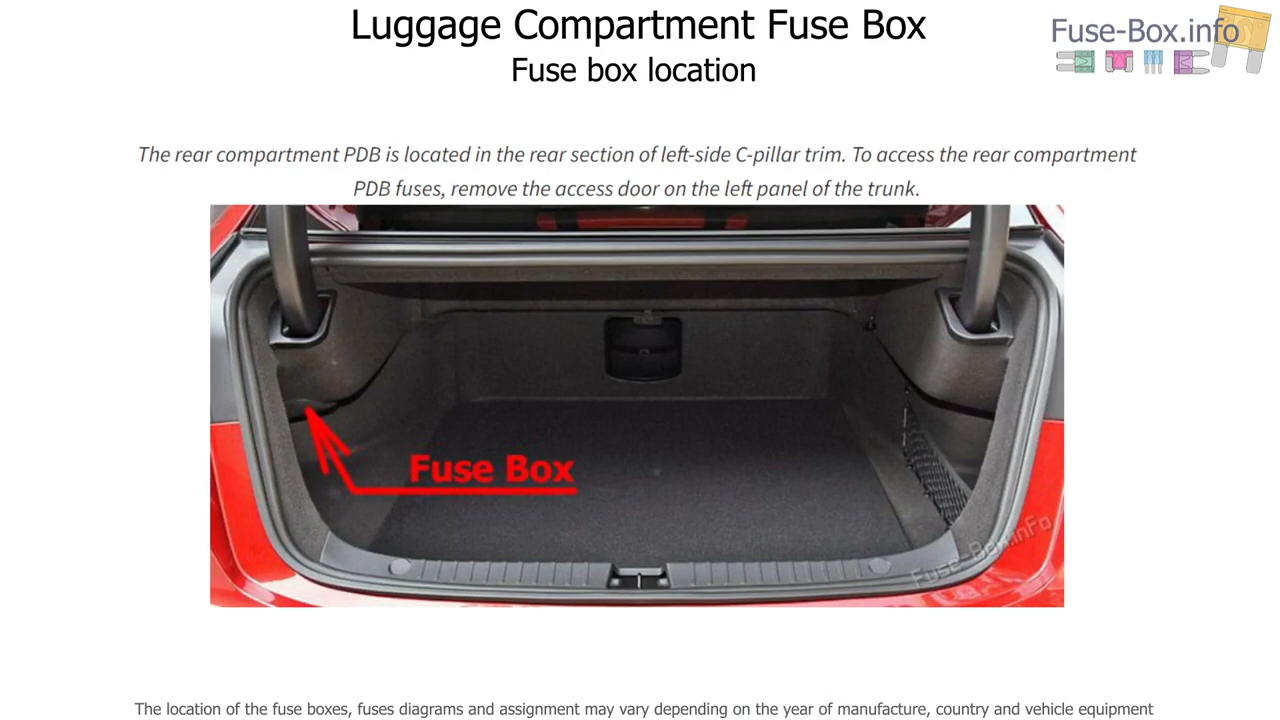 Luggage Compartment Fuse Box
Fuse box location
Fuse-Box.info
The rear compartment PDB is located in the rear section of left-side C-pillar trim. To access the rear compartment
PDB fuses, remove the access door on the left panel of the trunk.
Fuse Box
Fuse-Box.inFo
The location of the fuse boxes, fuses diagrams and assignment may vary depending on the year of manufacture, country and vehicle equipment